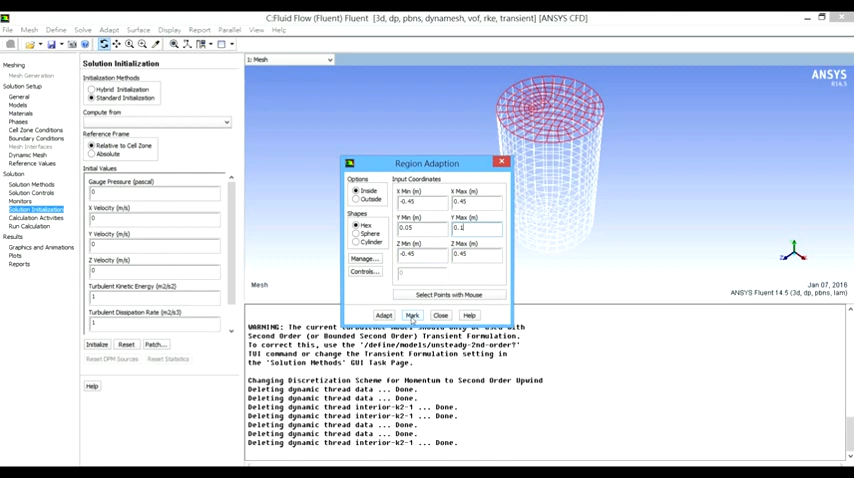 C:Fluid Flow (Fluent) Fluent [3d, dp, pbns, dynamesh, vof, rke, transient] [ANSYS CFD]
File Mesh Define Solve Adapt Surface Display Report Parallel View Help
Meshing
Mesh Generation
Solution Setup
General
Models
Materials
Phases
Cell Zone Conditions
Boundary Conditions
Mesh Interfaces
Dynamic Mesh
Reference Values
Solution
Solution Methods
Solution Controls
Monitors
Solution Initialization
Calculation Activities
Run Calculation
Results
Graphics and Animations
Plots
Reports
Solution Initialization
Initialization Methods
Hybrid Initialization
Standard Initialization
Compute from
Reference Frame
Relative to Cell Zone
Absolute
Initial Values
Gauge Pressure (pascal)
0
X Velocity (m/s)
0
Y Velocity (m/s)
0
Z Velocity (m/s)
0
Turbulent Kinetic Energy (m2/s2)
1
Turbulent Dissipation Rate (m2/s3)
1
Initialize Reset Patch...
Reset DPM Sources Reset Statistics
Help
1: Mesh
ANSYS
R14.5
Region Adaption
Options
Inside
Outside
Shapes
Hex
Sphere
Cylinder
Manage...
Controls...
Input Coordinates
X Min (m) X Max (m)
-0.45 0.45
Y Min (m) Y Max (m)
0.05 0.1
Z Min (m) Z Max (m)
-0.45 0.45
0
Select Points with Mouse
Adapt Mark Close Help
Mesh
Jan 07, 2016
ANSYS Fluent 14.5 (3d, dp, pbns, lam)
Second Order (or Bounded Second Order) Transient Formulation.
To correct this, use the '/define/models/unsteady-2nd-order?'
TUI command or change the Transient Formulation setting in
the 'Solution Methods' GUI Task Page.
Changing Discretization Scheme for Momentum to Second Order Upwind
Deleting dynamic thread data ... Done.
Deleting dynamic thread data ... Done.
Deleting dynamic thread interior-k2-1 ... Done.
Deleting dynamic thread interior-k2-1 ... Done.
Deleting dynamic thread data ... Done.
Deleting dynamic thread data ... Done.
Deleting dynamic thread interior-k2-1 ... Done.